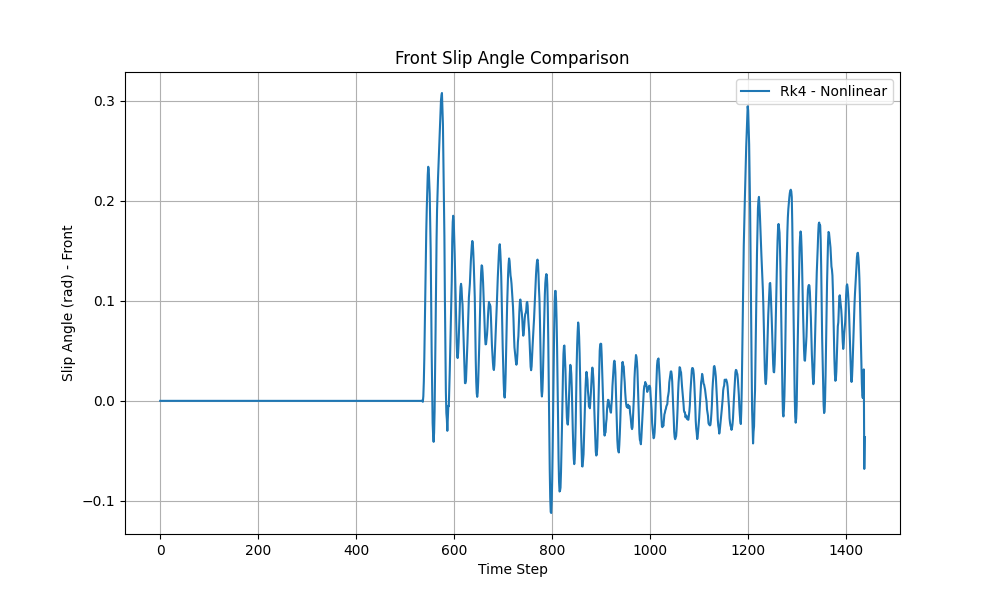 Front Slip Angle Comparison
Rk4 - Nonlinear
0.3
0.2
0.1
0.0
−0.1
Slip Angle (rad) - Front
0 200 400 600 800 1000 1200 1400
Time Step